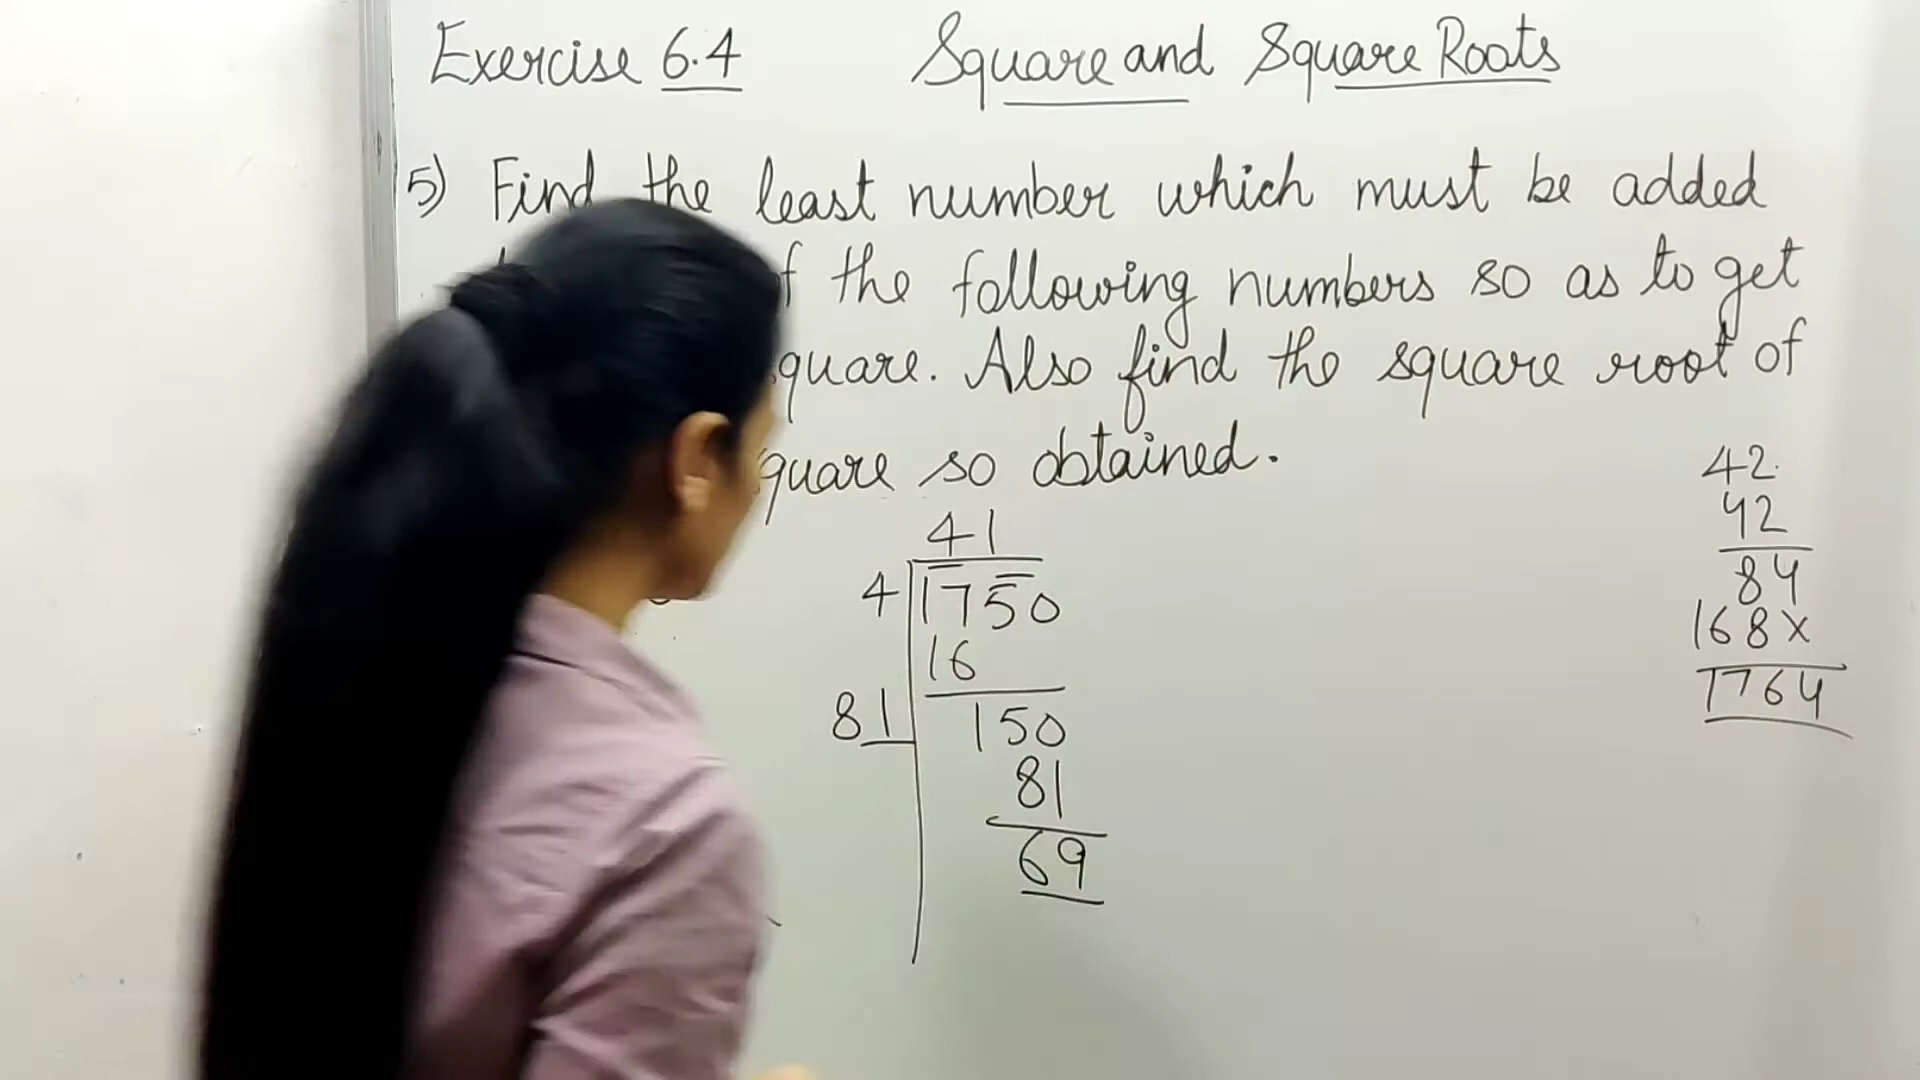 Exercise 6.4 Square and Square Roots
5) Find the least number which must be added
the following numbers so as to get
square. Also find the square root of
square so obtained.
42
42
84
168x
1764
41
4 1750
16
81 150
81
69